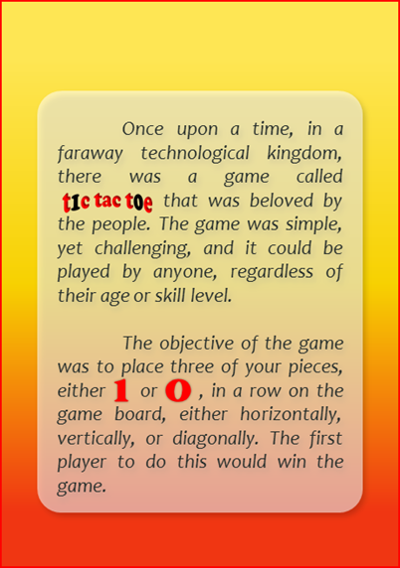 Once upon a time, in a
faraway technological kingdom,
there was a game called
t1c tac t0e that was beloved by
the people. The game was simple,
yet challenging, and it could be
played by anyone, regardless of
their age or skill level.
The objective of the game
was to place three of your pieces,
either 1 or 0 , in a row on the
game board, either horizontally,
vertically, or diagonally. The first
player to do this would win the
game.